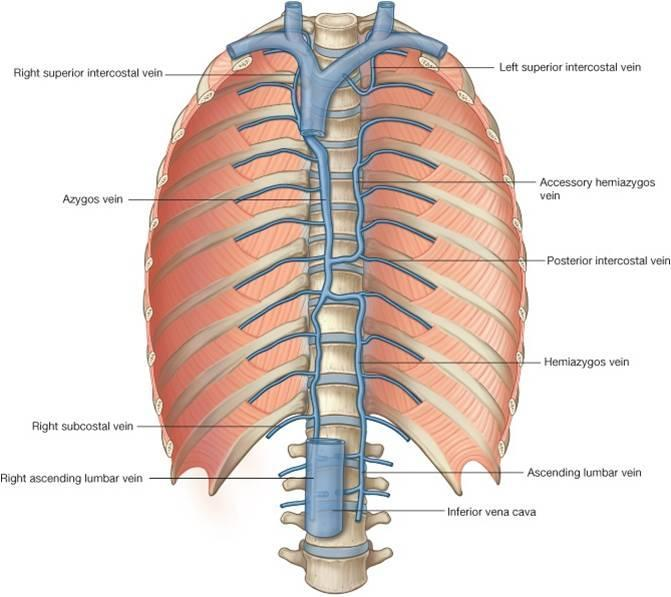 Right superior intercostal vein
Left superior intercostal vein
Azygos vein
Accessory hemiazygos
vein
Posterior intercostal vein
Hemiazygos vein
Right subcostal vein
Right ascending lumbar vein
Ascending lumbar vein
Inferior vena cava